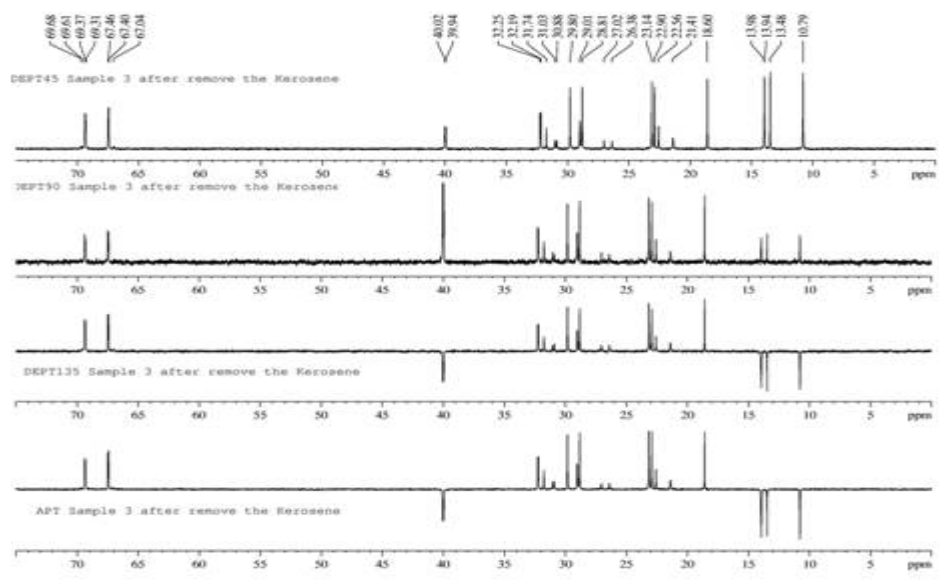 69.68 69.61 69.37 69.31 67.46 67.40 67.04 40.02 39.94 32.25 32.19 31.74 31.03 30.88 29.80 29.01 28.81 27.02 26.38 23.14 22.90 22.56 21.41 18.60 13.98 13.94 13.48 10.79
DEPT45 Sample 3 after remove the Kerosene
70 65 60 55 50 45 40 35 30 25 20 15 10 5 ppm
DEPT90 Sample 3 after remove the Kerosene
70 65 60 55 50 45 40 35 30 25 20 15 10 5 ppm
DEPT135 Sample 3 after remove the Kerosene
70 65 60 55 50 45 40 35 30 25 20 15 10 5 ppm
APT Sample 3 after remove the Kerosene
70 65 60 55 50 45 40 35 30 25 20 15 10 5 ppm